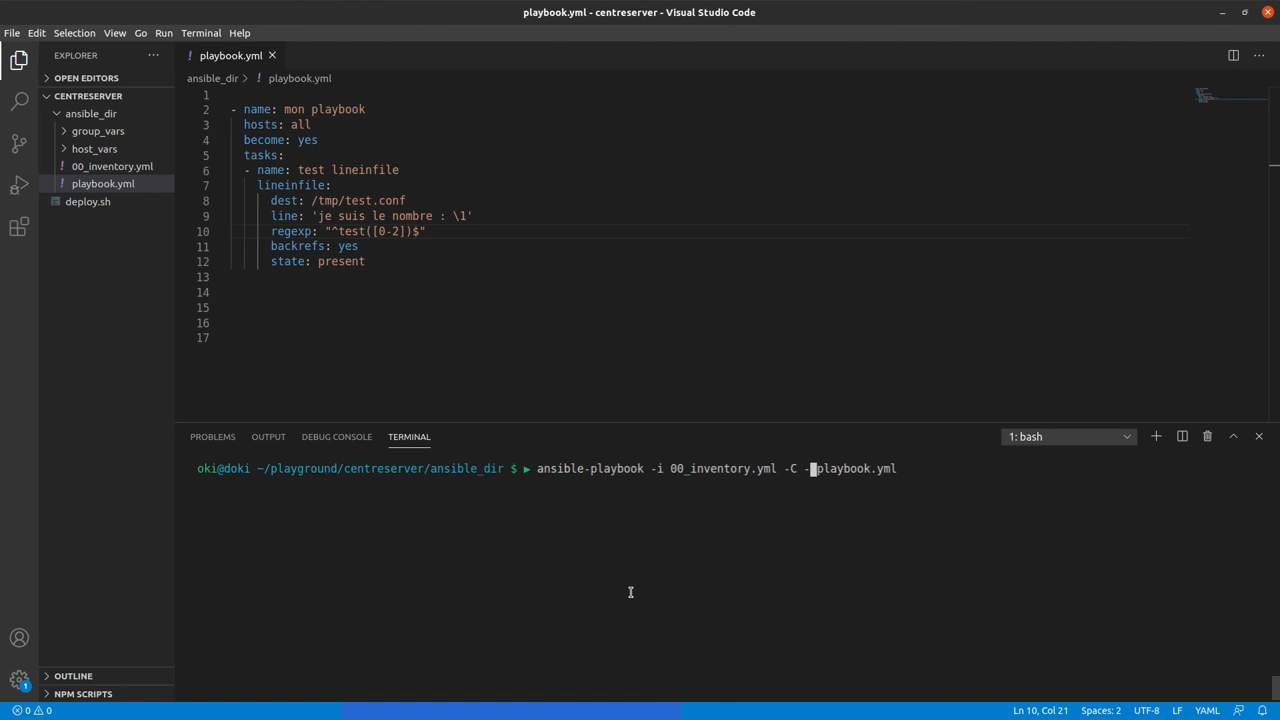 playbook.yml - centreserver - Visual Studio Code
File Edit Selection View Go Run Terminal Help
EXPLORER
OPEN EDITORS
CENTRESERVER
ansible_dir
group_vars
host_vars
! 00_inventory.yml
! playbook.yml
deploy.sh
OUTLINE
NPM SCRIPTS
! playbook.yml
ansible_dir > ! playbook.yml
1
2 - name: mon playbook
3 hosts: all
4 become: yes
5 tasks:
6 - name: test lineinfile
7 lineinfile:
8 dest: /tmp/test.conf
9 line: 'je suis le nombre : \1'
10 regexp: "^test([0-2])$"
11 backrefs: yes
12 state: present
13
14
15
16
17
PROBLEMS OUTPUT DEBUG CONSOLE TERMINAL
1: bash
oki@doki ~/playground/centreserver/ansible_dir $ ▶ ansible-playbook -i 00_inventory.yml -C - playbook.yml
1
0 0 Ln 10, Col 21 Spaces: 2 UTF-8 LF YAML